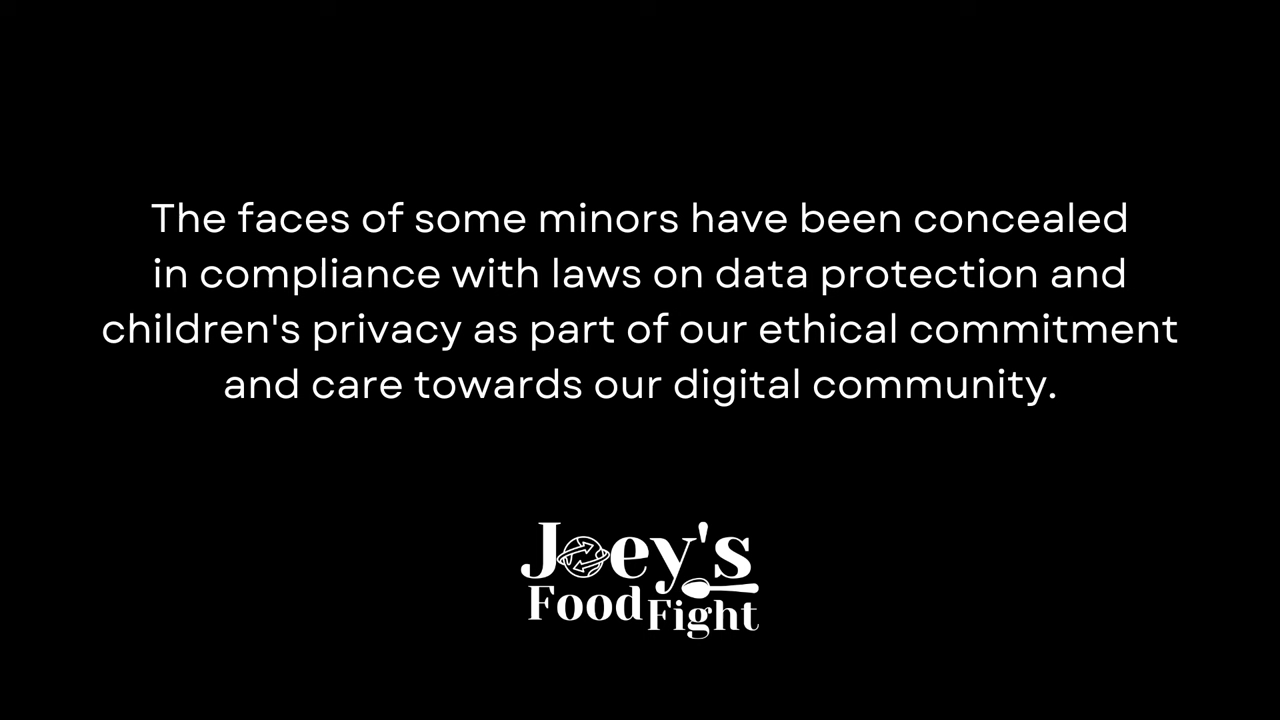 The faces of some minors have been concealed
in compliance with laws on data protection and
children's privacy as part of our ethical commitment
and care towards our digital community.
Joey's
Food Fight